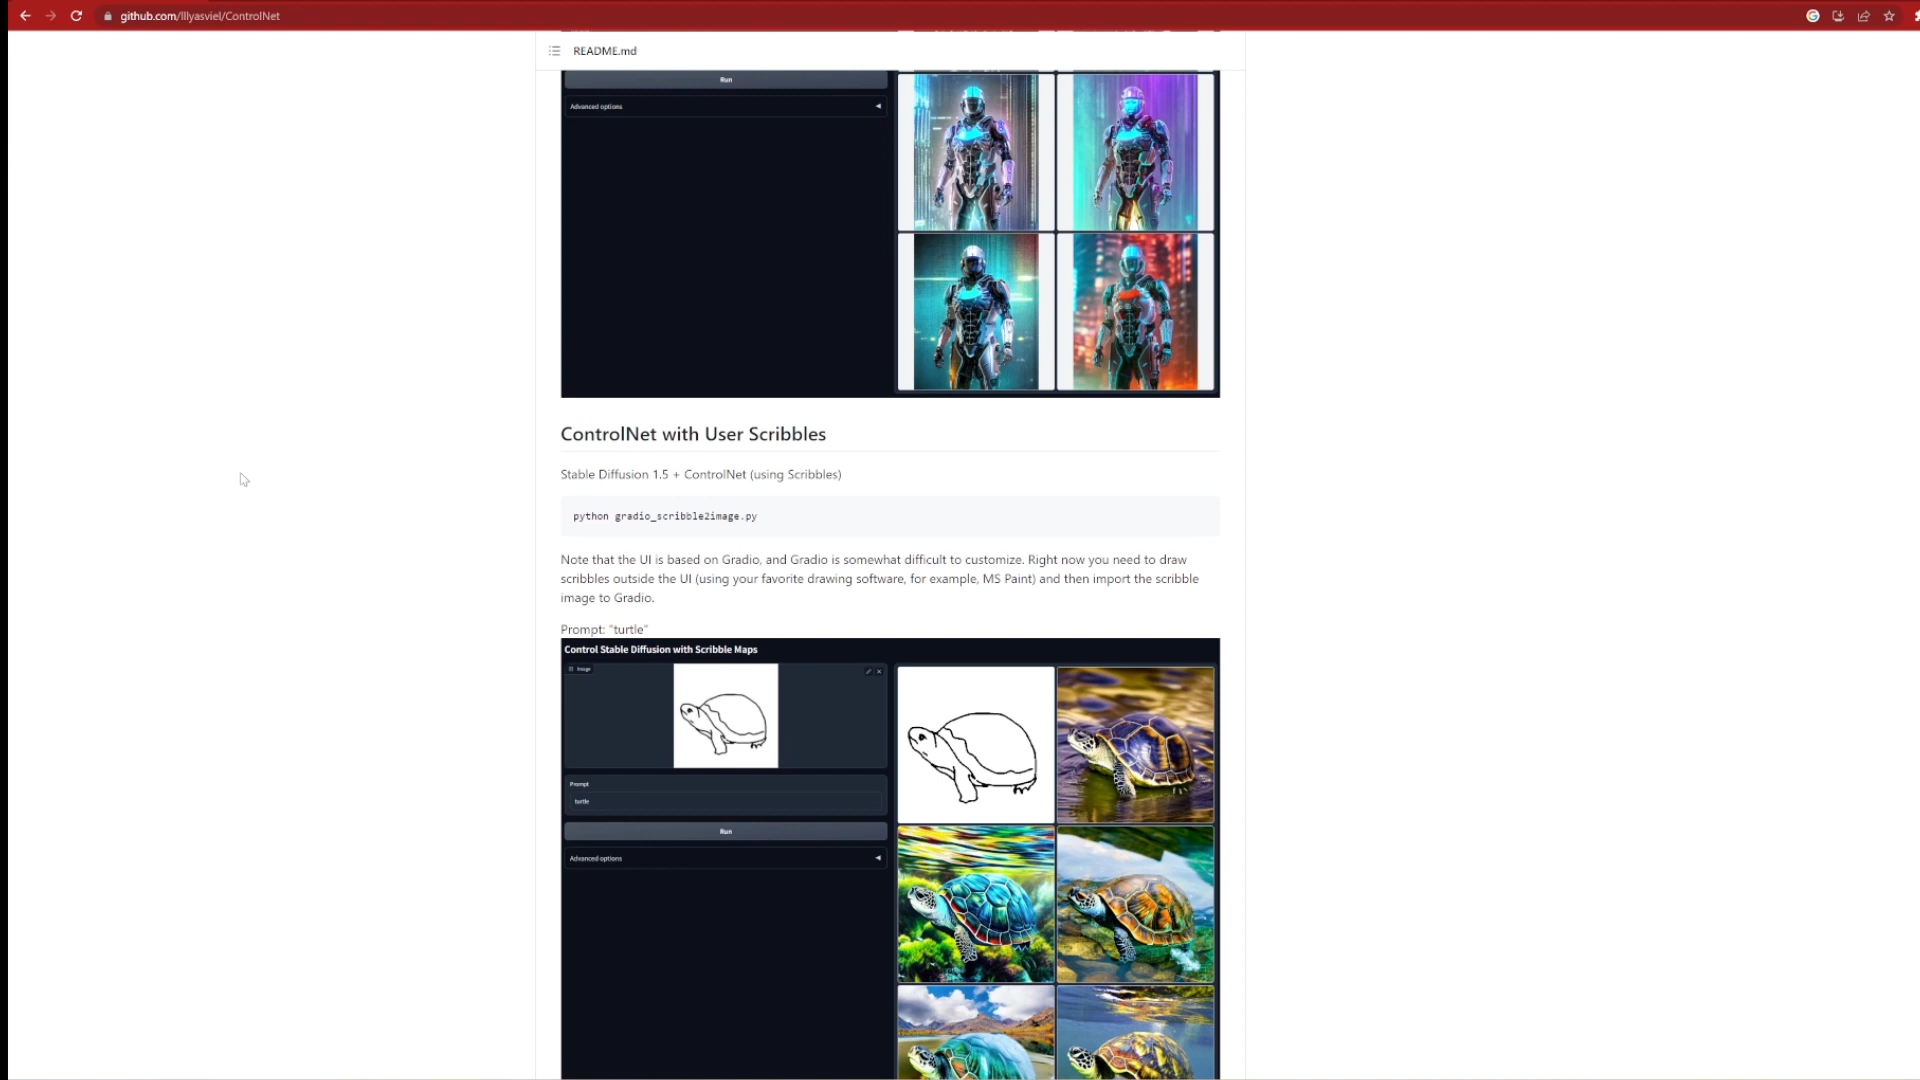 github.com/lllyasviel/ControlNet
README.md
Run
Advanced options
ControlNet with User Scribbles
Stable Diffusion 1.5 + ControlNet (using Scribbles)
python gradio_scribble2image.py
Note that the UI is based on Gradio, and Gradio is somewhat difficult to customize. Right now you need to draw
scribbles outside the UI (using your favorite drawing software, for example, MS Paint) and then import the scribble
image to Gradio.
Prompt: "turtle"
Control Stable Diffusion with Scribble Maps
Image
Prompt
turtle
Run
Advanced options